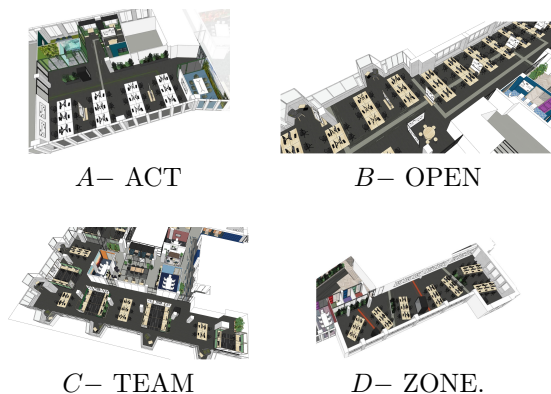 A– ACT
B– OPEN
C– TEAM
D– ZONE.